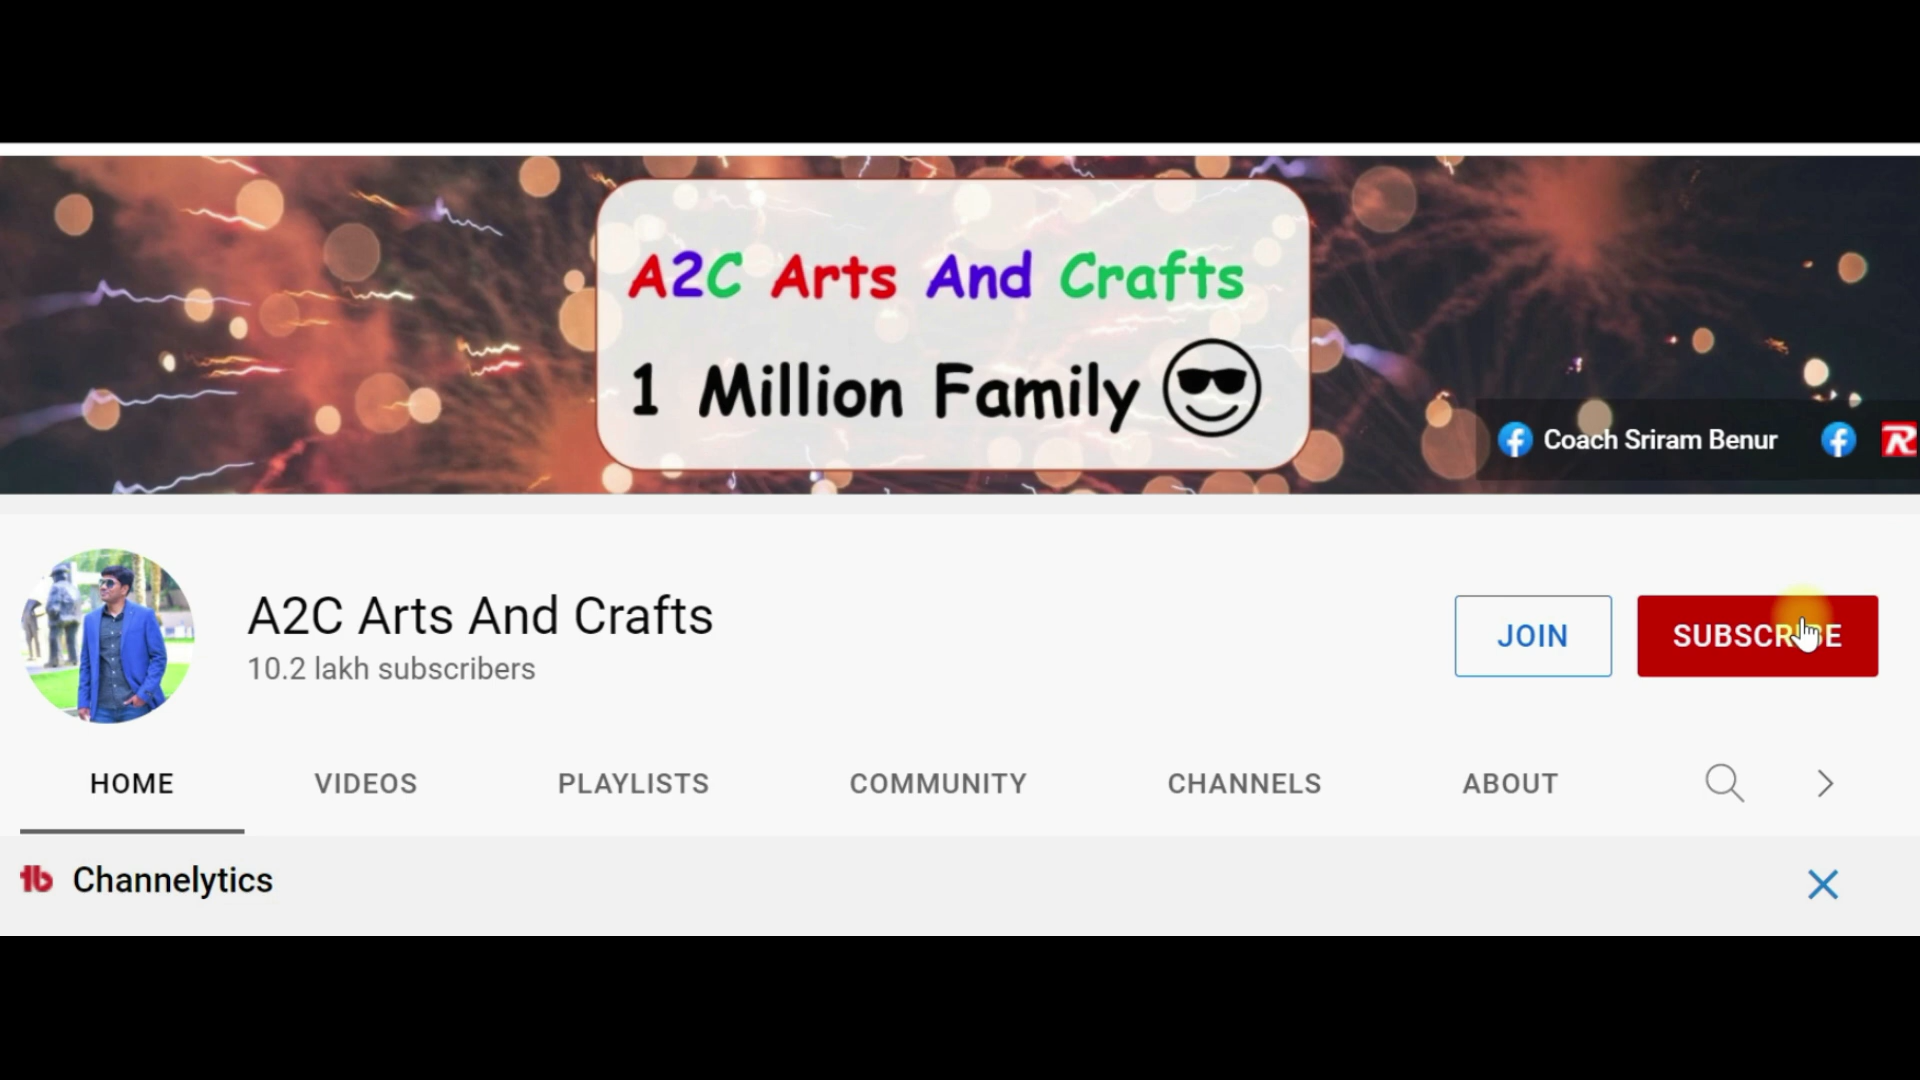 A2C Arts And Crafts
1 Million Family
Coach Sriram Benur
A2C Arts And Crafts
10.2 lakh subscribers
JOIN
SUBSCRIBE
HOME VIDEOS PLAYLISTS COMMUNITY CHANNELS ABOUT
Channelytics